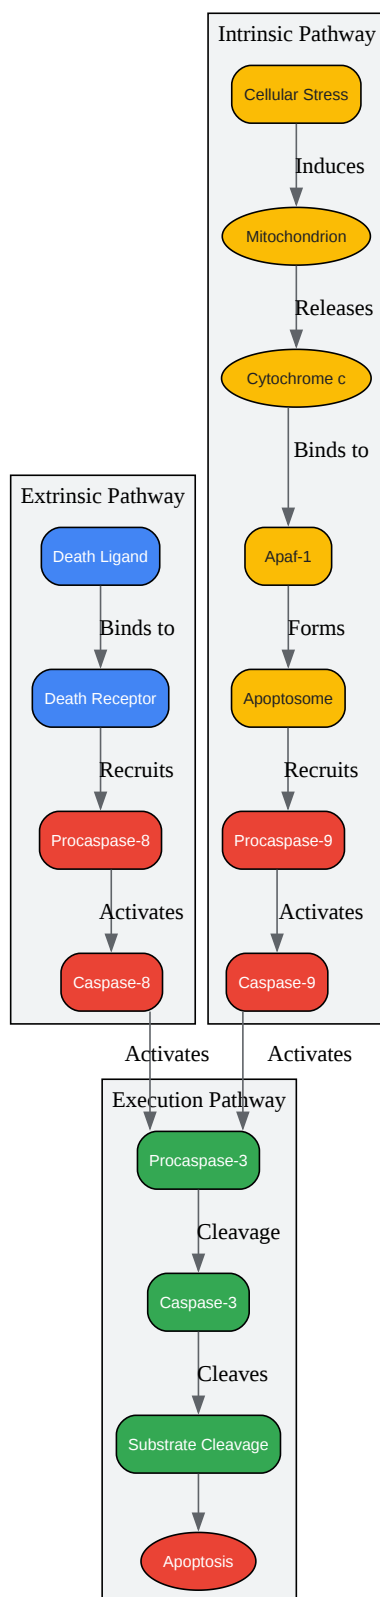 Intrinsic Pathway
Cellular Stress
Induces
Mitochondrion
Releases
Cytochrome c
Binds to
Apaf-1
Forms
Apoptosome
Recruits
Procaspase-9
Activates
Caspase-9
Activates
Extrinsic Pathway
Death Ligand
Binds to
Death Receptor
Recruits
Procaspase-8
Activates
Caspase-8
Activates
Execution Pathway
Procaspase-3
Cleavage
Caspase-3
Cleaves
Substrate Cleavage
Apoptosis